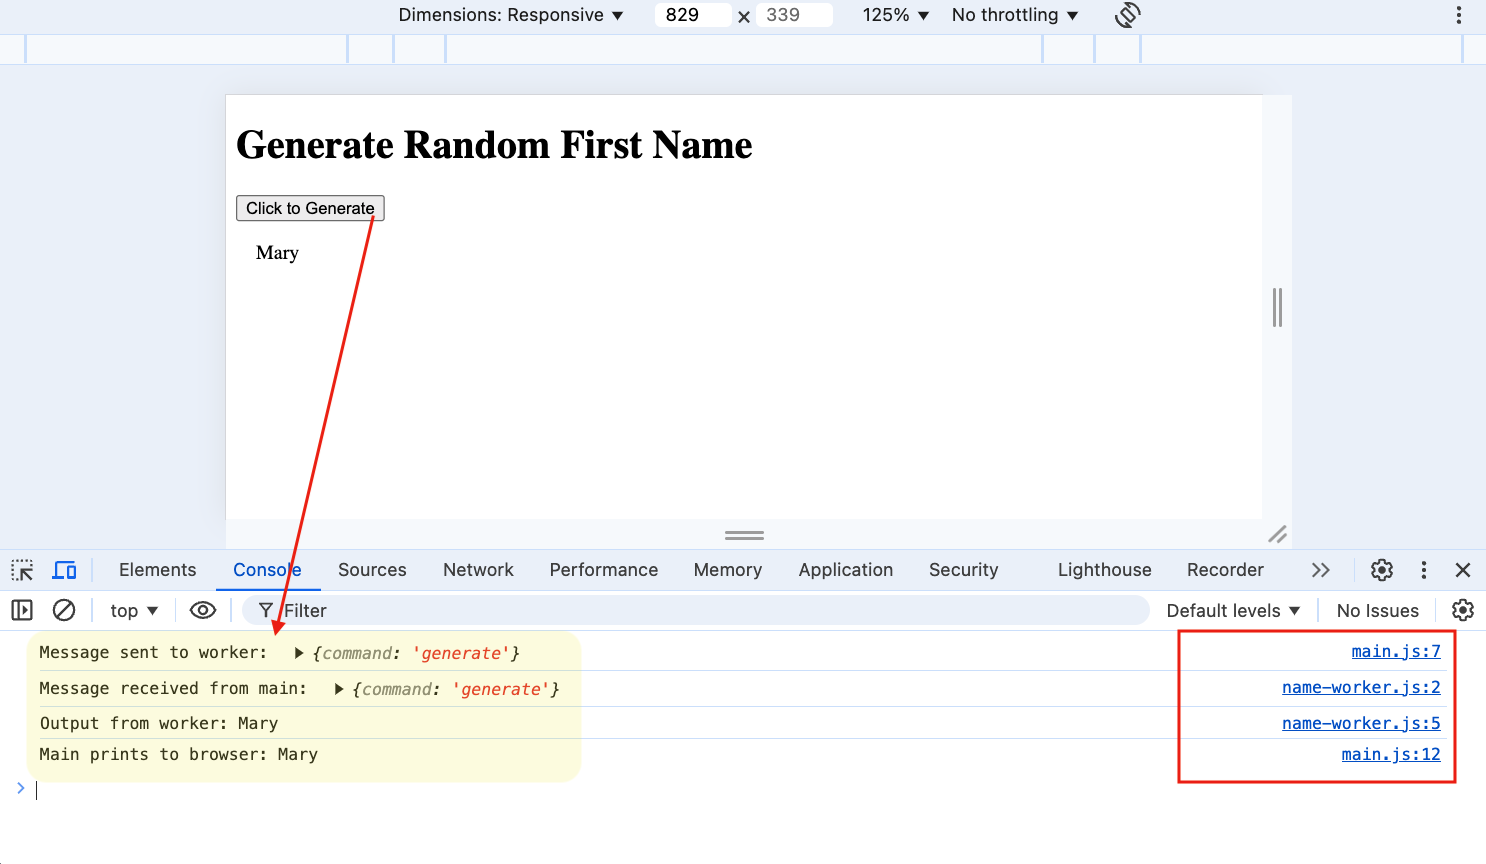 Dimensions: Responsive ▼ 829 x 339 125% ▼ No throttling ▼
Generate Random First Name
Click to Generate
Mary
Elements Console Sources Network Performance Memory Application Security Lighthouse Recorder
top ▼ Filter Default levels ▼ No Issues
Message sent to worker: ▶ {command: 'generate'} main.js:7
Message received from main: ▶ {command: 'generate'} name-worker.js:2
Output from worker: Mary name-worker.js:5
Main prints to browser: Mary main.js:12